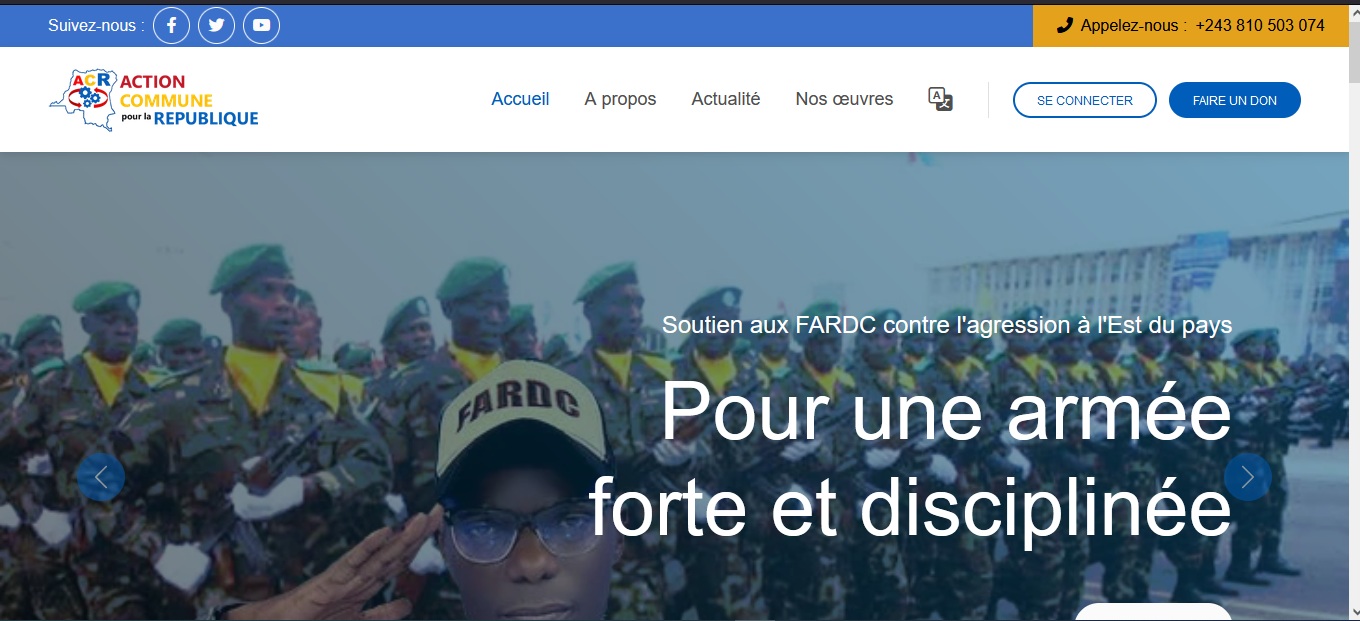 Suivez-nous :
Appelez-nous : +243 810 503 074
ACR ACTION
COMMUNE
pour la REPUBLIQUE
Accueil A propos Actualité Nos œuvres
SE CONNECTER
FAIRE UN DON
Soutien aux FARDC contre l'agression à l'Est du pays
Pour une armée
forte et disciplinée
FARDC